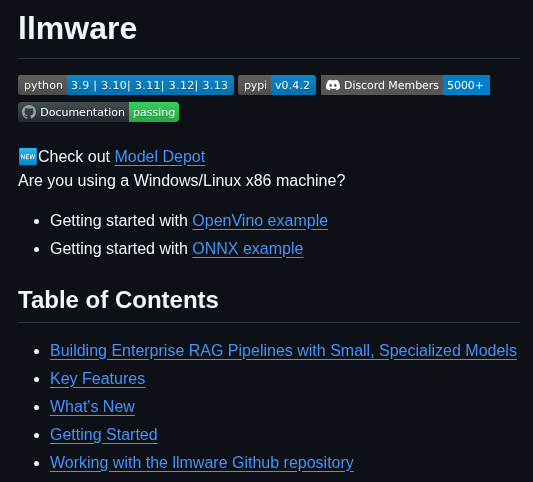 llmware
python 3.9 | 3.10| 3.11| 3.12| 3.13 pypi v0.4.2 Discord Members 5000+
Documentation passing
NEW Check out Model Depot
Are you using a Windows/Linux x86 machine?
Getting started with OpenVino example
Getting started with ONNX example
Table of Contents
Building Enterprise RAG Pipelines with Small, Specialized Models
Key Features
What's New
Getting Started
Working with the llmware Github repository